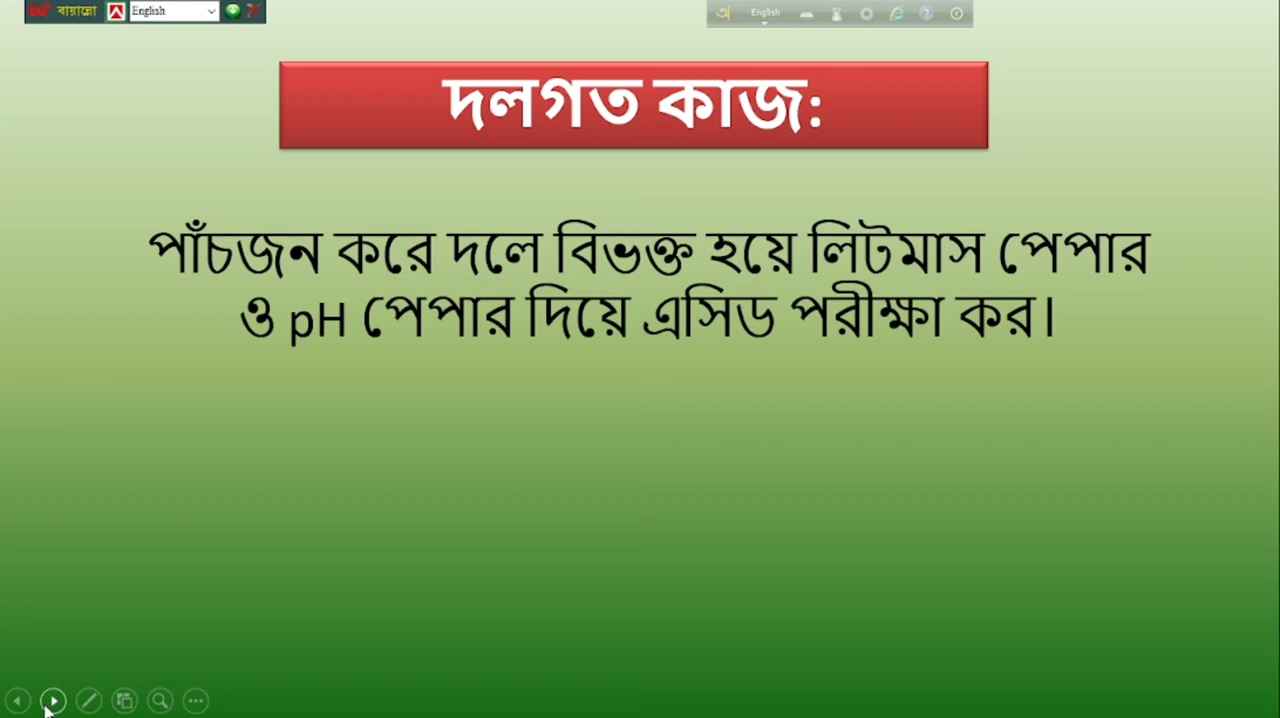 বায়ান্নো English
English
দলগত কাজ:
পাঁচজন করে দলে বিভক্ত হয়ে লিটমাস পেপার
ও pH পেপার দিয়ে এসিড পরীক্ষা কর।